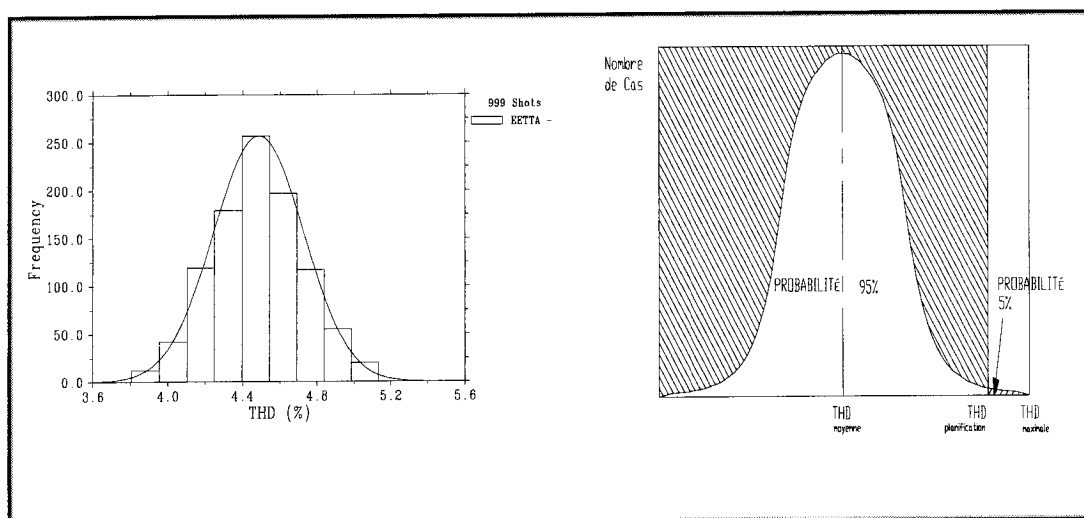 999 Shots
EETTA -
Frequency
300.0
250.0
200.0
150.0
100.0
50.0
0.0
3.6 4.0 4.4 4.8 5.2 5.6
THD (%)
Nombre
de Cas
PROBABILITÉ 95%
PROBABILITÉ
5%
THD
moyenne
THD
planification
THD
maximale